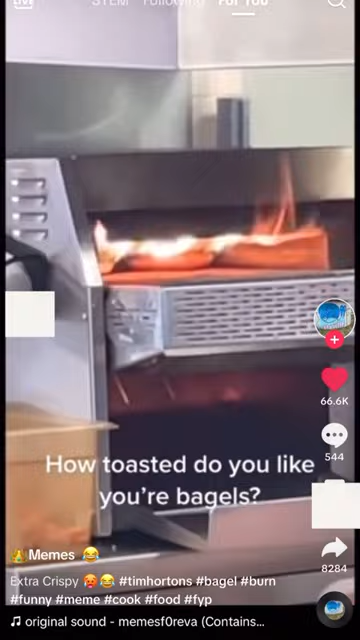 LIVE STEM Following For You
How toasted do you like
you're bagels?
66.6K
544
8284
Memes
Extra Crispy #timhortons #bagel #burn
#funny #meme #cook #food #fyp
original sound - memesf0reva (Contains...